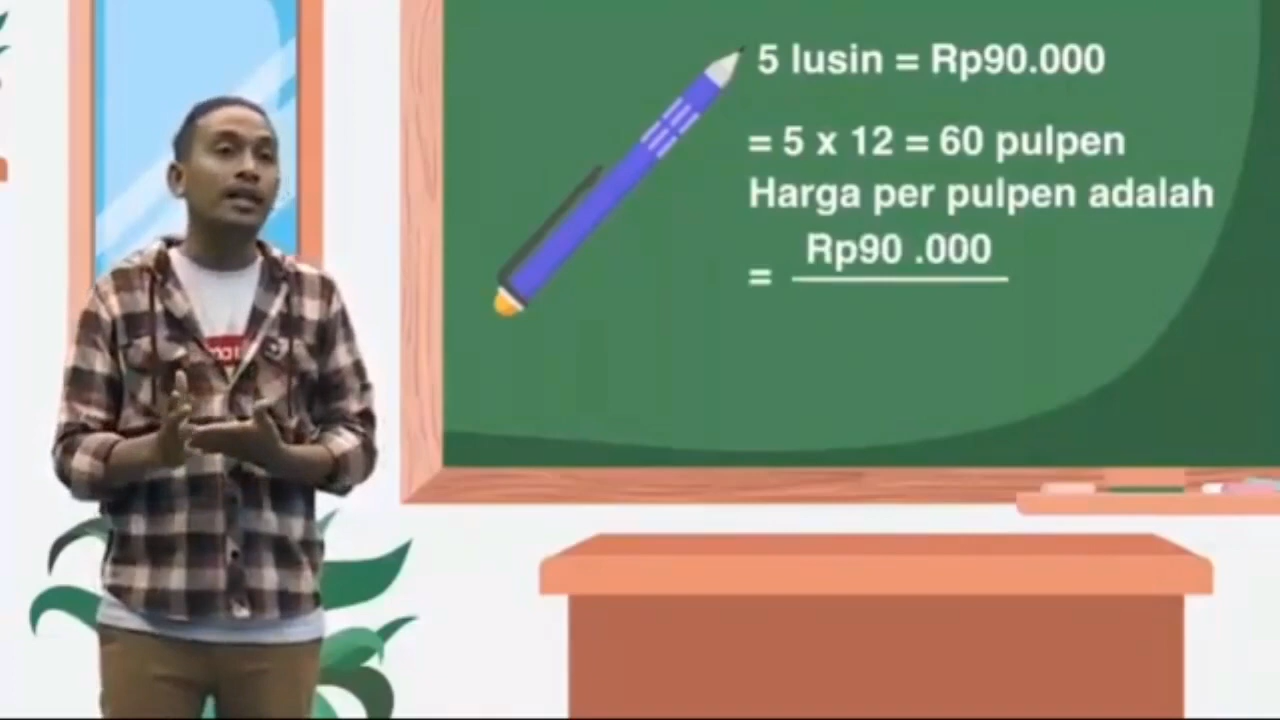 5 lusin = Rp90.000
= 5 x 12 = 60 pulpen
Harga per pulpen adalah
Rp90 .000
=